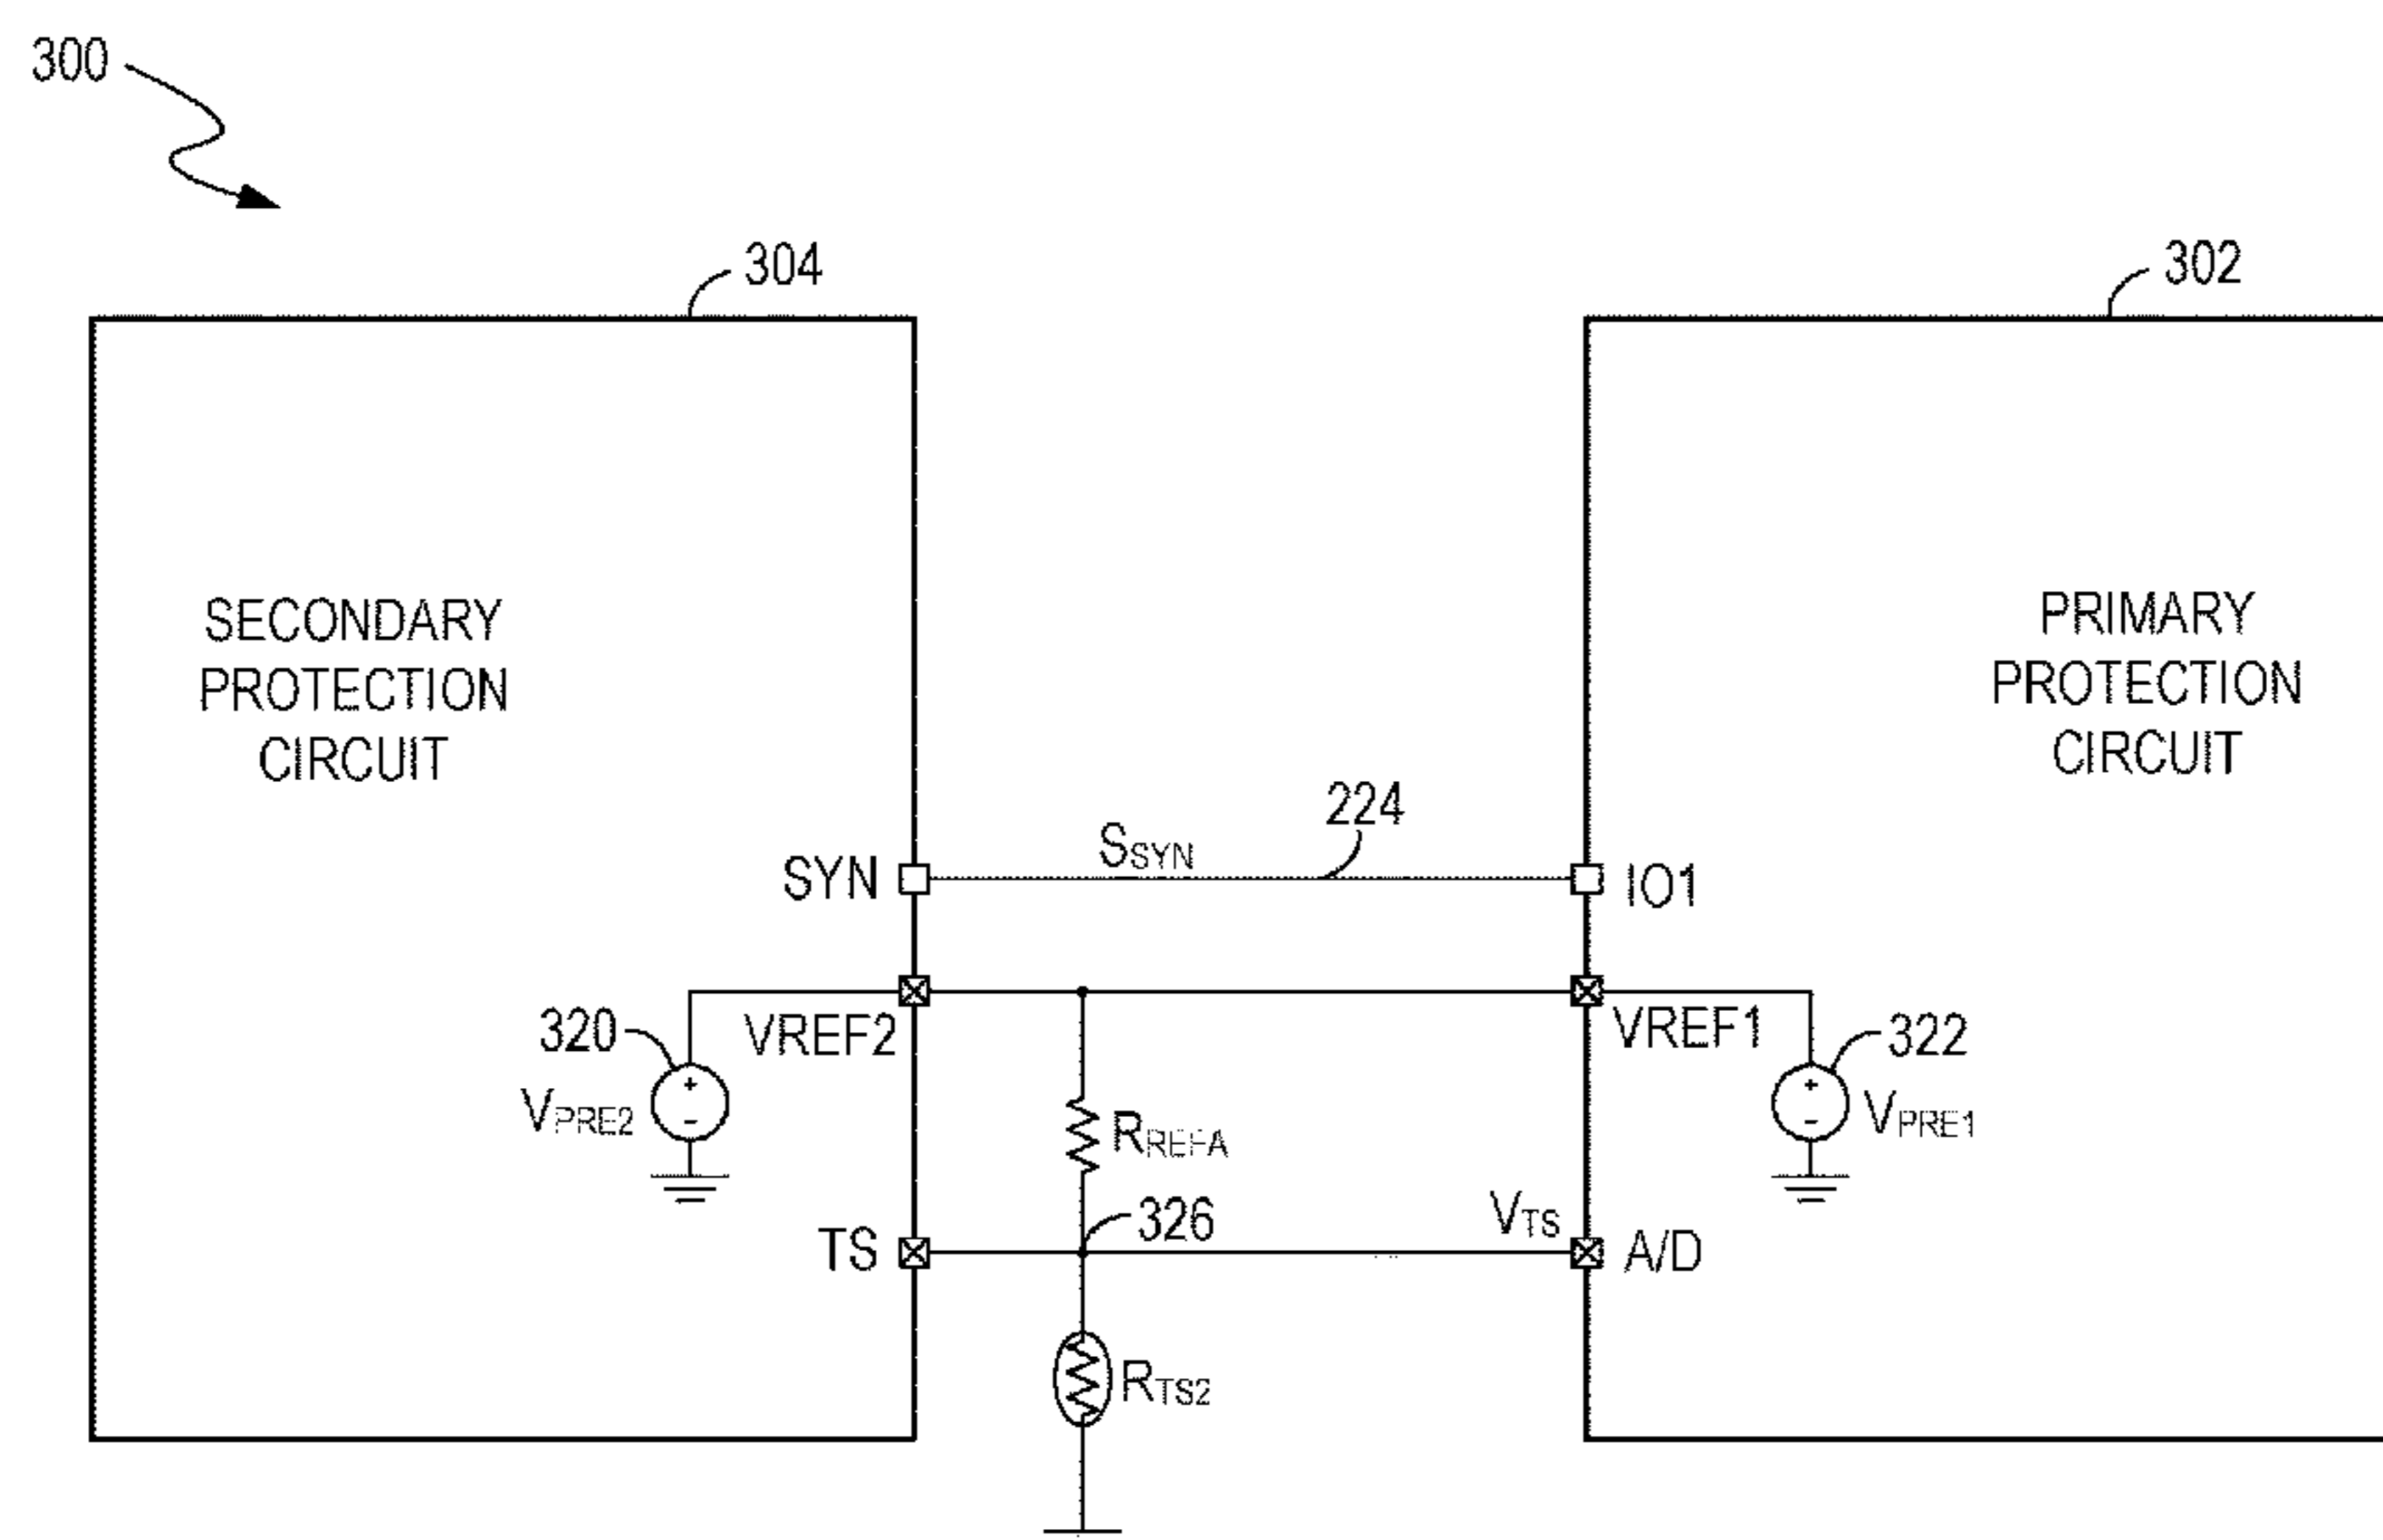 300
304
302
SECONDARY
PROTECTION
CIRCUIT
PRIMARY
PROTECTION
CIRCUIT
224
SYN
SSYN
IO1
VREF2
VREF1
320
322
VPRE2
VPRE1
RREFA
326
VTS
TS
A/D
RTS2